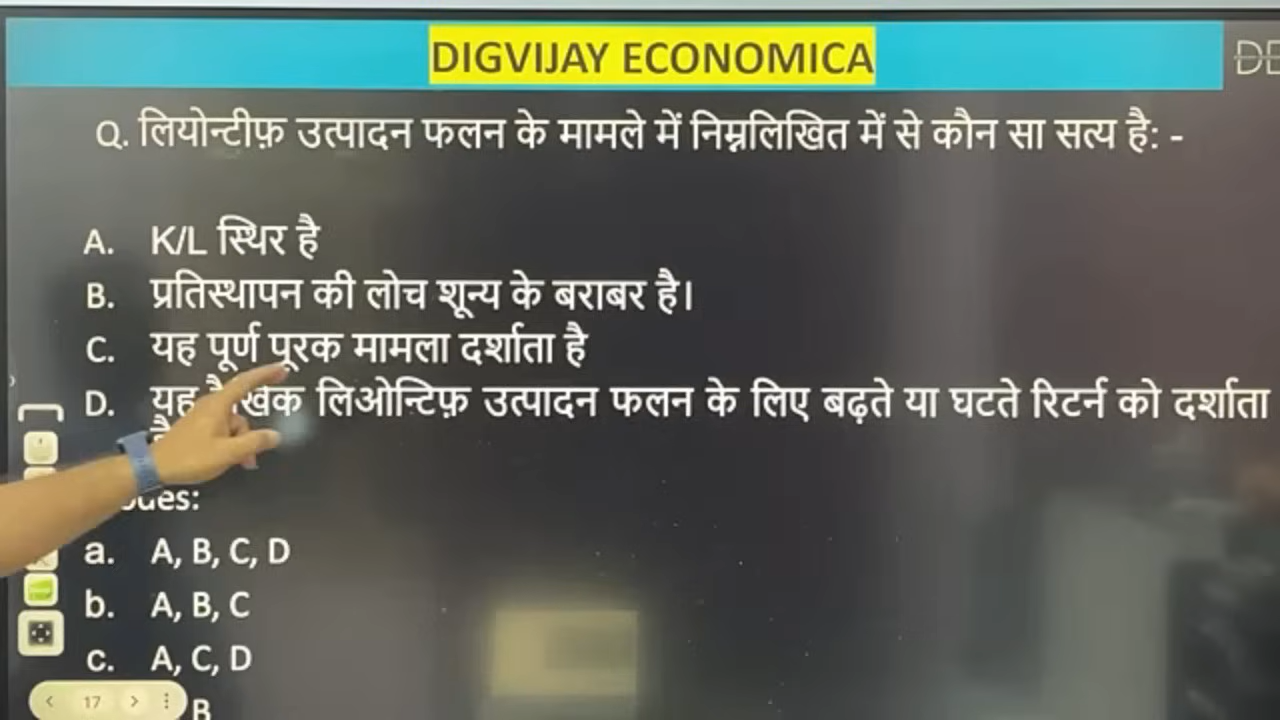 DIGVIJAY ECONOMICA
DE
Q. लियोन्टीफ़ उत्पादन फलन के मामले में निम्नलिखित में से कौन सा सत्य है: -
A. K/L स्थिर है
B. प्रतिस्थापन की लोच शून्य के बराबर है।
C. यह पूर्ण पूरक मामला दर्शाता है
D. यह लिओन्टिफ़ उत्पादन फलन के लिए बढ़ते या घटते रिटर्न को दर्शाता
a. A, B, C, D
b. A, B, C
c. A, C, D
B
17